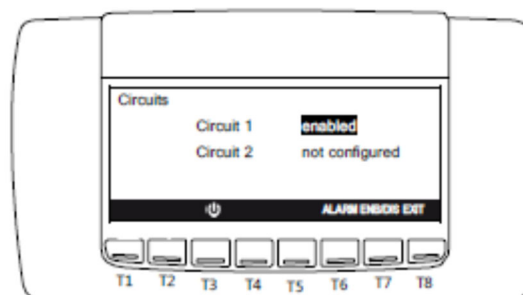 Circuits
Circuit 1 enabled
Circuit 2 not configured
ALARM ENB/DIS EXIT
T1 T2 T3 T4 T5 T6 T7 T8